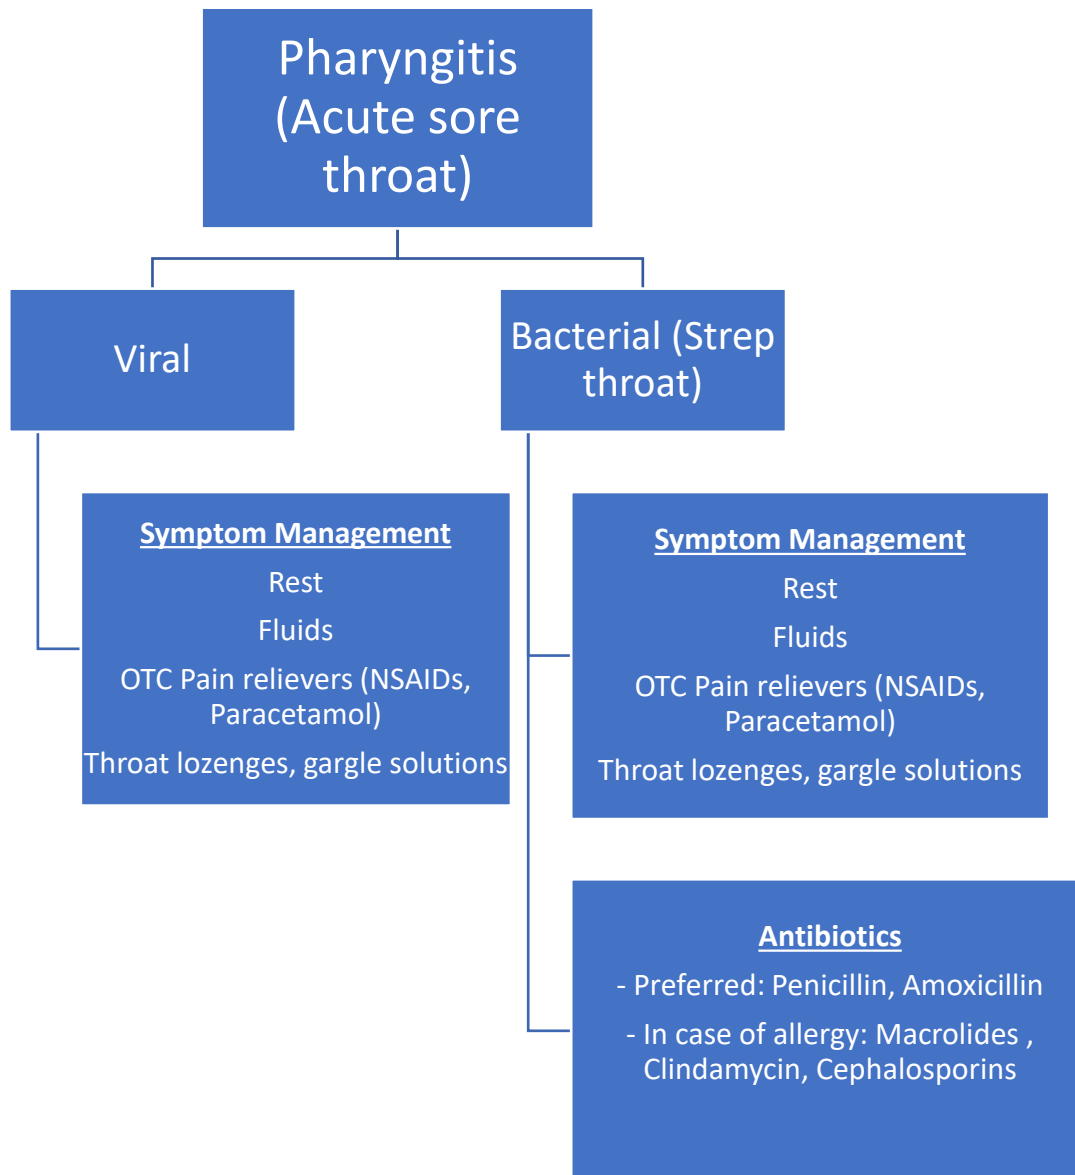 Pharyngitis
(Acute sore
throat)
Viral
Bacterial (Strep
throat)
Symptom Management
Rest
Fluids
OTC Pain relievers (NSAIDs,
Paracetamol)
Throat lozenges, gargle solutions
Symptom Management
Rest
Fluids
OTC Pain relievers (NSAIDs,
Paracetamol)
Throat lozenges, gargle solutions
Antibiotics
- Preferred: Penicillin, Amoxicillin
- In case of allergy: Macrolides ,
Clindamycin, Cephalosporins